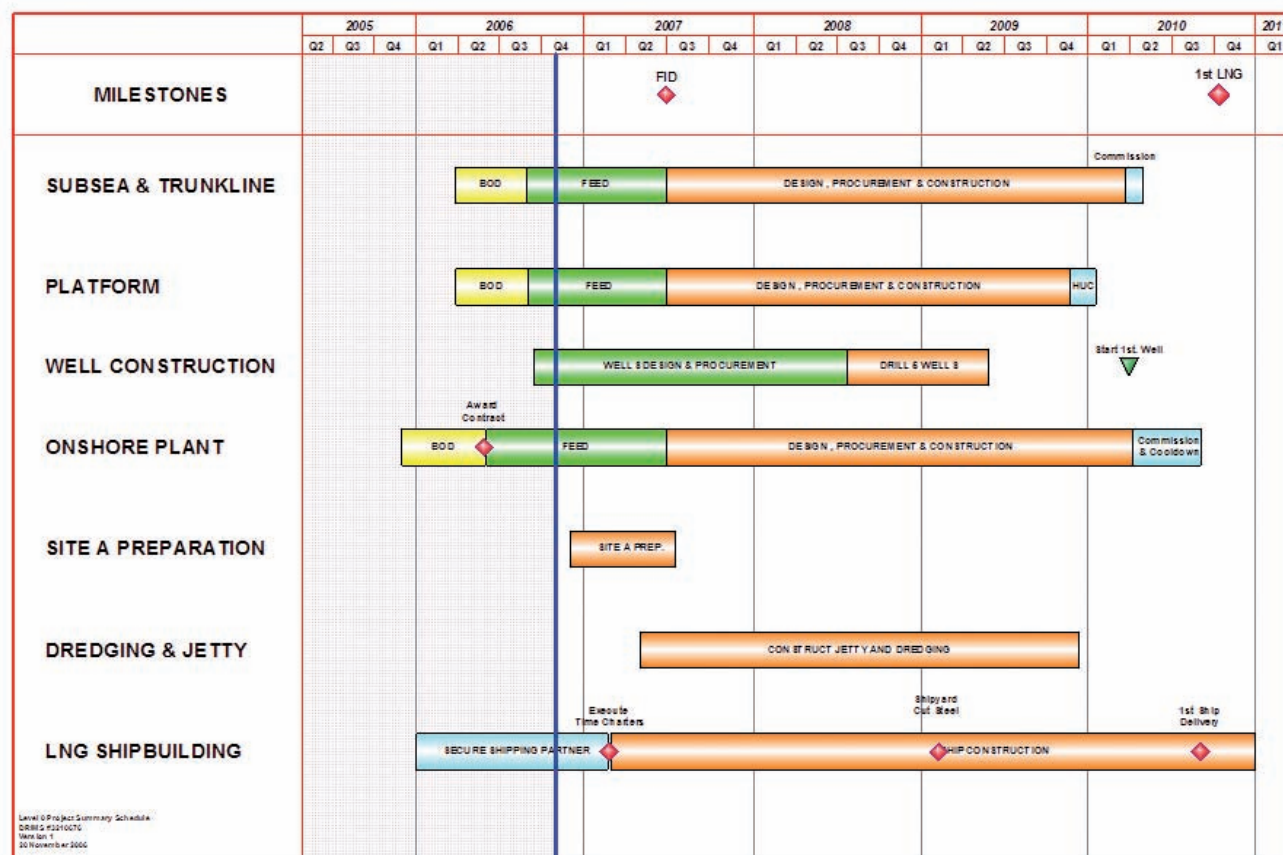 2005 2006 2007 2008 2009 2010 201
Q2 Q3 Q4 Q1 Q2 Q3 Q4 Q1 Q2 Q3 Q4 Q1 Q2 Q3 Q4 Q1 Q2 Q3 Q4 Q1 Q2 Q3 Q4 Q1
MILESTONES
FID
1st LNG
SUBSEA & TRUNKLINE
BOD
FEED
DESIGN, PROCUREMENT & CONSTRUCTION
Commission
PLATFORM
BOD
FEED
DESIGN, PROCUREMENT & CONSTRUCTION
HUC
WELL CONSTRUCTION
WELLS DESIGN & PROCUREMENT
DRILL 5 WELLS
Start 1st. Well
ONSHORE PLANT
Award
Contract
BOD
FEED
DESIGN, PROCUREMENT & CONSTRUCTION
Commission
& Cooldown
SITE A PREPARATION
SITE A PREP.
DREDGING & JETTY
CONSTRUCT JETTY AND DREDGING
LNG SHIPBUILDING
SECURE SHIPPING PARTNER
Execute
Time Charters
Shipyard
Cut Steel
SHIP CONSTRUCTION
1st Ship
Delivery
Level 0 Project Summary Schedule
Version 1
20 November 2006